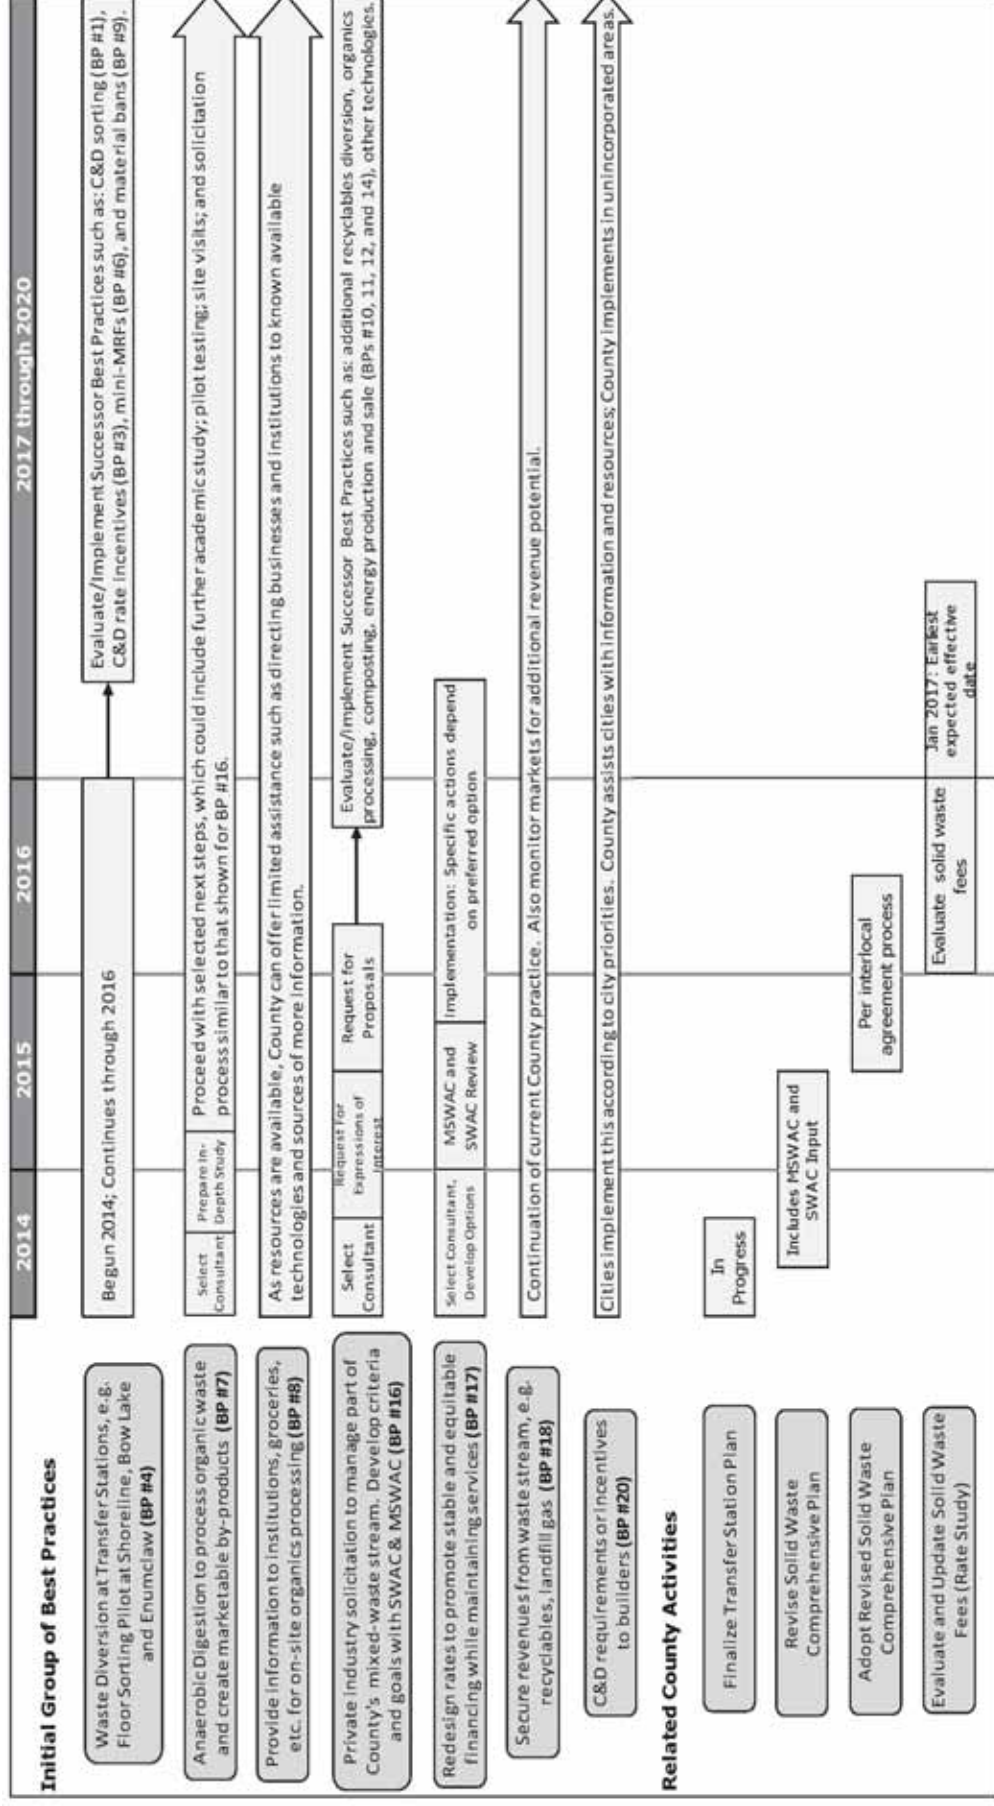 2014
2015
2016
2017 through 2020
Initial Group of Best Practices
Waste Diversion at Transfer Stations, e.g.
Floor Sorting Pilot at Shoreline, Bow Lake
and Enumclaw (BP #4)
Begun 2014; Continues through 2016
Evaluate/Implement Successor Best Practices such as: C&D sorting (BP #1),
C&D rate incentives (BP #3), mini-MRFs (BP #6), and material bans (BP #9).
Anaerobic Digestion to process organic waste
and create marketable by-products (BP #7)
Select
Consultant
Prepare In-
Depth Study
Proceed with selected next steps, which could include further academic study; pilot testing; site visits; and solicitation
process similar to that shown for BP #16.
Provide information to institutions, groceries,
etc. for on-site organics processing (BP #8)
As resources are available, County can offer limited assistance such as directing businesses and institutions to known available
technologies and sources of more information.
Private industry solicitation to manage part of
County's mixed-waste stream. Develop criteria
and goals with SWAC & MSWAC (BP #16)
Select
Consultant
Request For
Expressions of
Interest
Request for
Proposals
Evaluate/Implement Successor Best Practices such as: additional recyclables diversion, organics
processing, composting, energy production and sale (BPs #10, 11, 12, and 14), other technologies.
Redesign rates to promote stable and equitable
financing while maintaining services (BP #17)
Select Consultant,
Develop Options
MSWAC and
SWAC Review
Implementation: Specific actions depend
on preferred option
Secure revenues from waste stream, e.g.
recyclables, landfill gas (BP #18)
Continuation of current County practice. Also monitor markets for additional revenue potential.
C&D requirements or incentives
to builders (BP #20)
Cities implement this according to city priorities. County assists cities with information and resources; County implements in unincorporated areas.
Related County Activities
Finalize Transfer Station Plan
In
Progress
Revise Solid Waste
Comprehensive Plan
Includes MSWAC and
SWAC Input
Adopt Revised Solid Waste
Comprehensive Plan
Per interlocal
agreement process
Evaluate and Update Solid Waste
Fees (Rate Study)
Evaluate solid waste
fees
Jan 2017: Earliest
expected effective
date